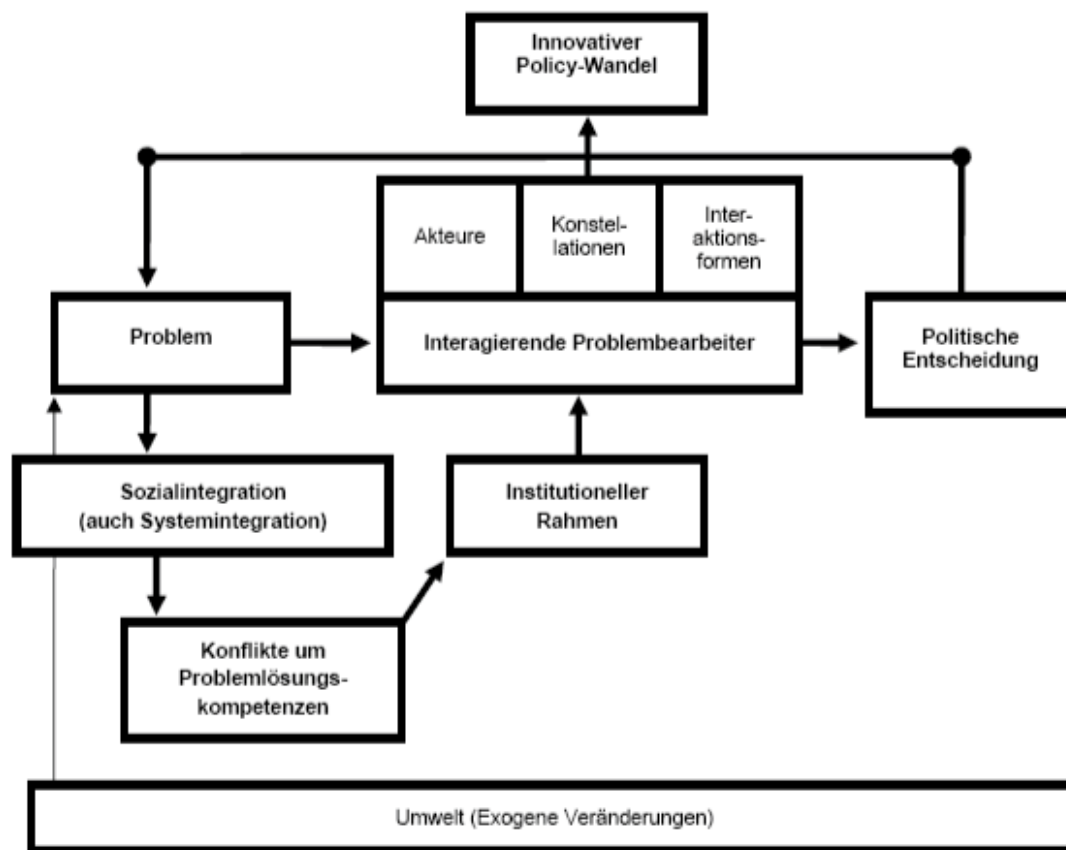 Innovativer
Policy-Wandel
Akteure
Konstel-
lationen
Inter-
aktions-
formen
Problem
Interagierende Problembearbeiter
Politische
Entscheidung
Sozialintegration
(auch Systemintegration)
Institutioneller
Rahmen
Konflikte um
Problemlösungs-
kompetenzen
Umwelt (Exogene Veränderungen)